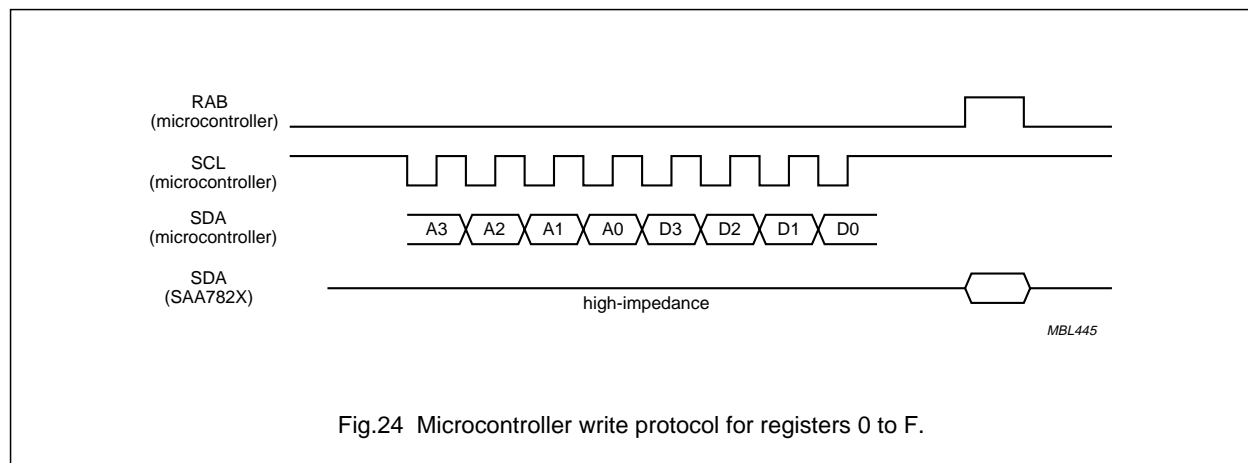 RAB
(microcontroller)
SCL
(microcontroller)
SDA
(microcontroller)
A3 A2 A1 A0 D3 D2 D1 D0
SDA
(SAA782X)
high-impedance
MBL445
Fig.24 Microcontroller write protocol for registers 0 to F.